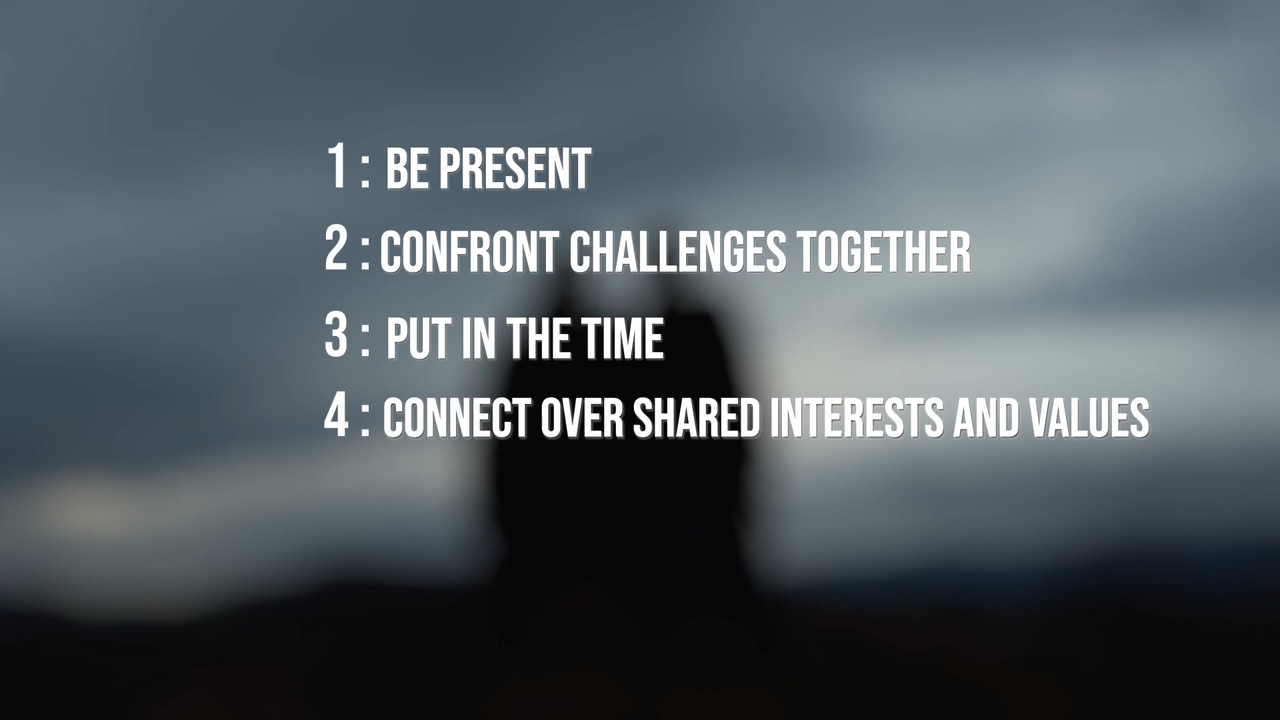 1 : BE PRESENT
2 : CONFRONT CHALLENGES TOGETHER
3 : PUT IN THE TIME
4 : CONNECT OVER SHARED INTERESTS AND VALUES